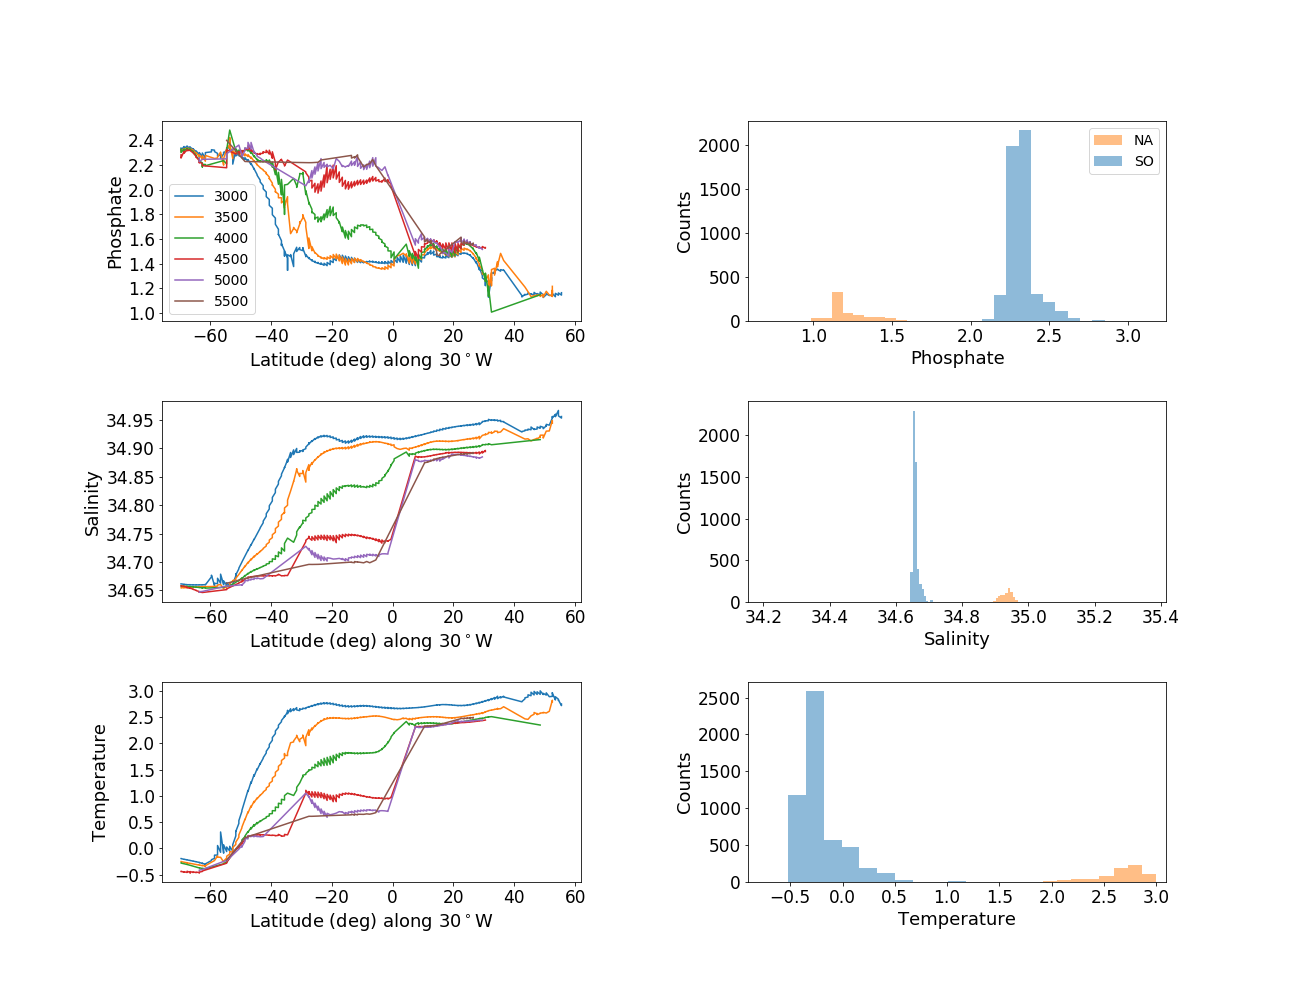 Phosphate
2.4
2.2
2.0
1.8
1.6
1.4
1.2
1.0
3000
3500
4000
4500
5000
5500
−60 −40 −20 0 20 40 60
Latitude (deg) along 30°W
Counts
2000
1500
1000
500
0
NA
SO
1.0 1.5 2.0 2.5 3.0
Phosphate
Salinity
34.95
34.90
34.85
34.80
34.75
34.70
34.65
−60 −40 −20 0 20 40 60
Latitude (deg) along 30°W
Counts
2000
1500
1000
500
0
34.2 34.4 34.6 34.8 35.0 35.2 35.4
Salinity
Temperature
3.0
2.5
2.0
1.5
1.0
0.5
0.0
−0.5
−60 −40 −20 0 20 40 60
Latitude (deg) along 30°W
Counts
2500
2000
1500
1000
500
0
−0.5 0.0 0.5 1.0 1.5 2.0 2.5 3.0
Temperature